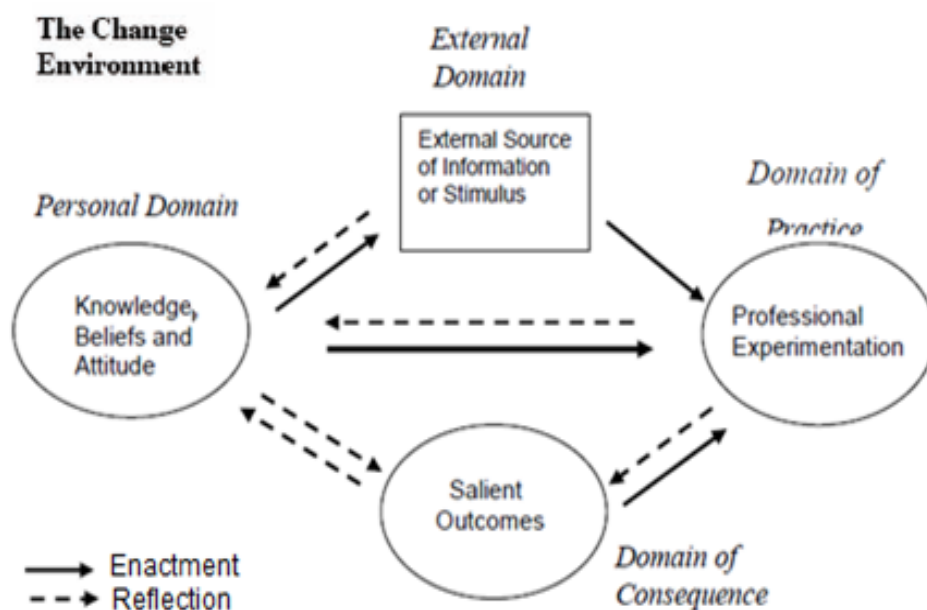 The Change
Environment
External
Domain
External Source
of Information
or Stimulus
Personal Domain
Domain of
Practice
Knowledge,
Beliefs and
Attitude
Professional
Experimentation
Salient
Outcomes
Domain of
Consequence
Enactment
Reflection